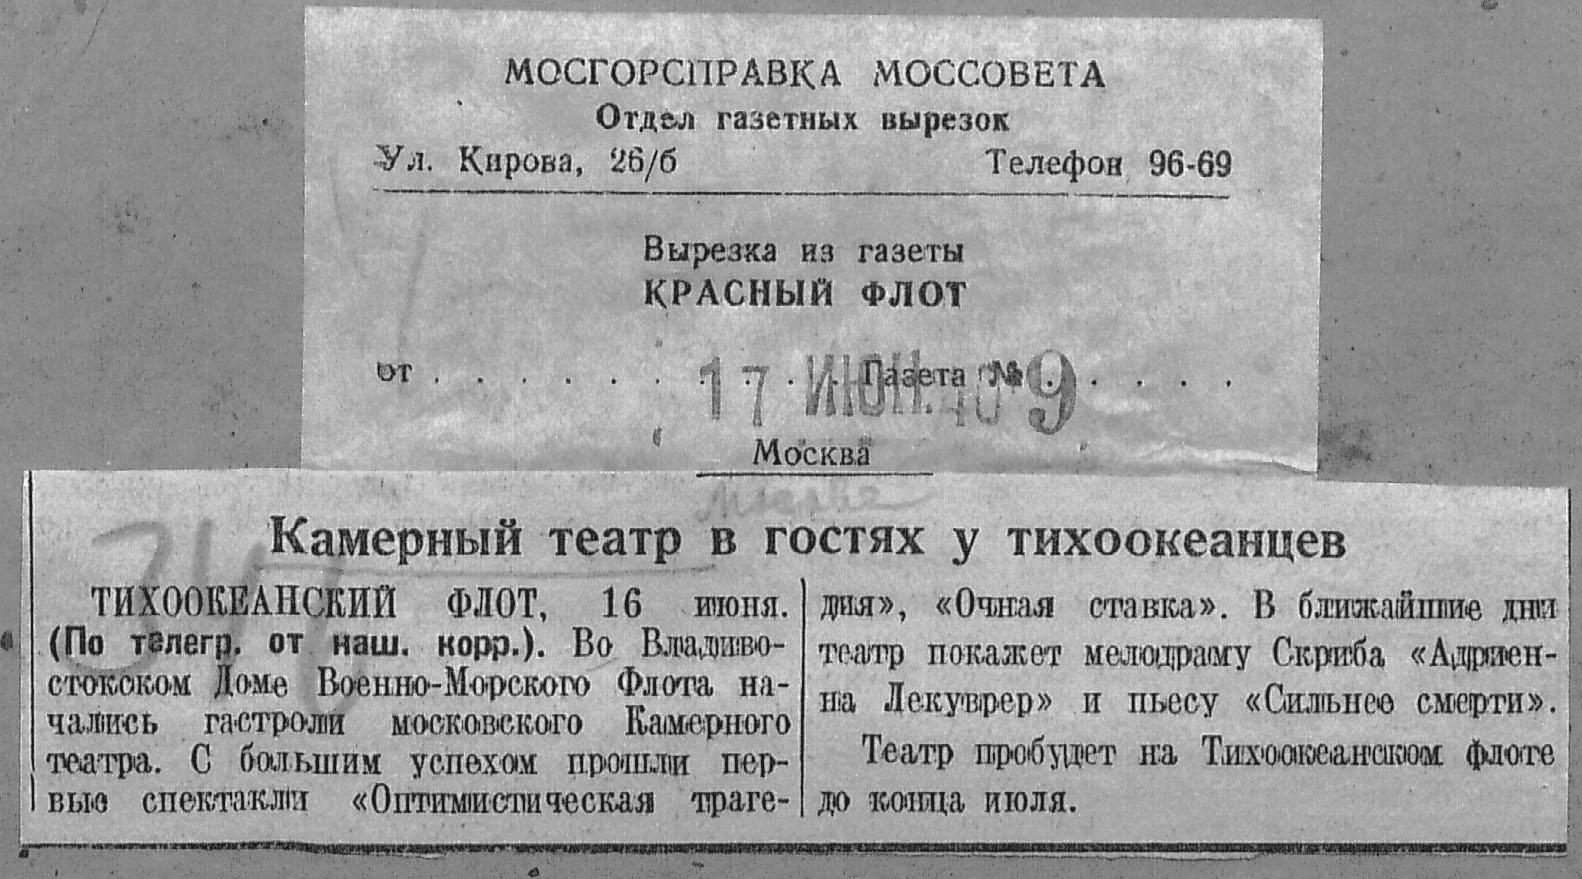 МОСГОРСПРАВКА МОССОВЕТА
Отдел газетных вырезок
Ул. Кирова, 26/б Телефон 96-69
Вырезка из газеты
КРАСНЫЙ ФЛОТ
от . . . . . . . . . . Газета № . . . . .
17 ИЮН. 40 9
Москва
Москва
Камерный театр в гостях у тихоокеанцев
ТИХООКЕАНСКИЙ ФЛОТ, 16 июня.
(По телегр. от наш. корр.). Во Владиво-
стокском Доме Военно-Морского Флота на-
чались гастроли московского Камерного
театра. С большим успехом прошли пер-
вые спектакли «Оптимистическая траге-
дия», «Очная ставка». В ближайшие дни
театр покажет мелодраму Скриба «Адриен-
на Лекуврер» и пьесу «Сильнее смерти».
Театр пробудет на Тихоокеанском флоте
до конца июля.